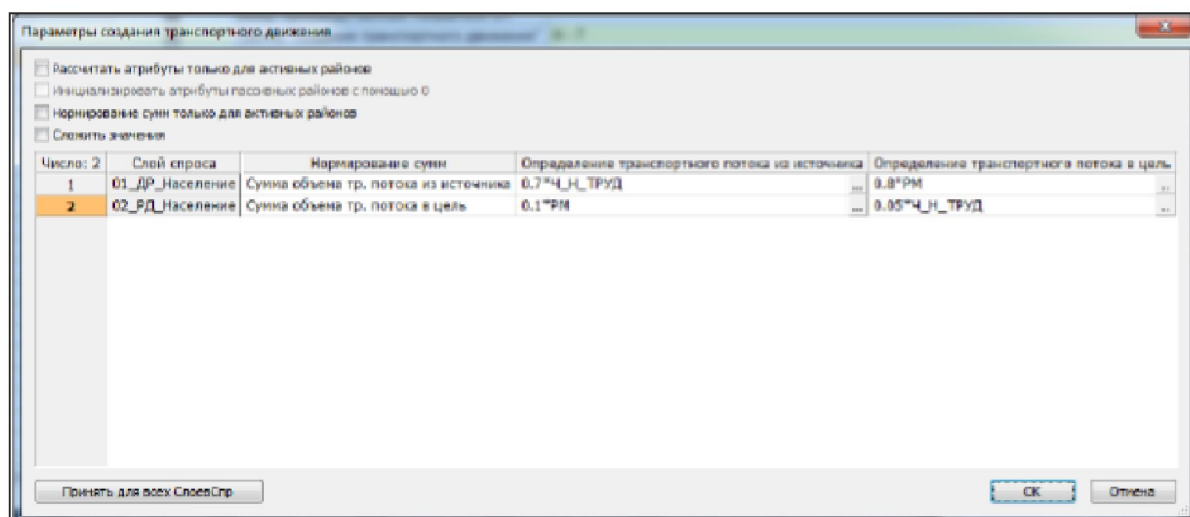 Параметры создания транспортного движения
Рассчитать атрибуты только для активных районов
Инициализировать атрибуты пассивных районов с помощью 0
Нормирование сумм только для активных районов
Сложить значения
Число: 2 Слой спроса Нормирование сумм Определение транспортного потока из источника Определение транспортного потока в цель
1 01_ДР_Население Сумма объема тр. потока из источника 0.7*Ч_Н_ТРУД ... 0.8*РМ ...
2 02_РД_Население Сумма объема тр. потока в цель 0.1*РМ ... 0.05*Ч_Н_ТРУД ...
Принять для всех СлоевСпр ОК Отмена